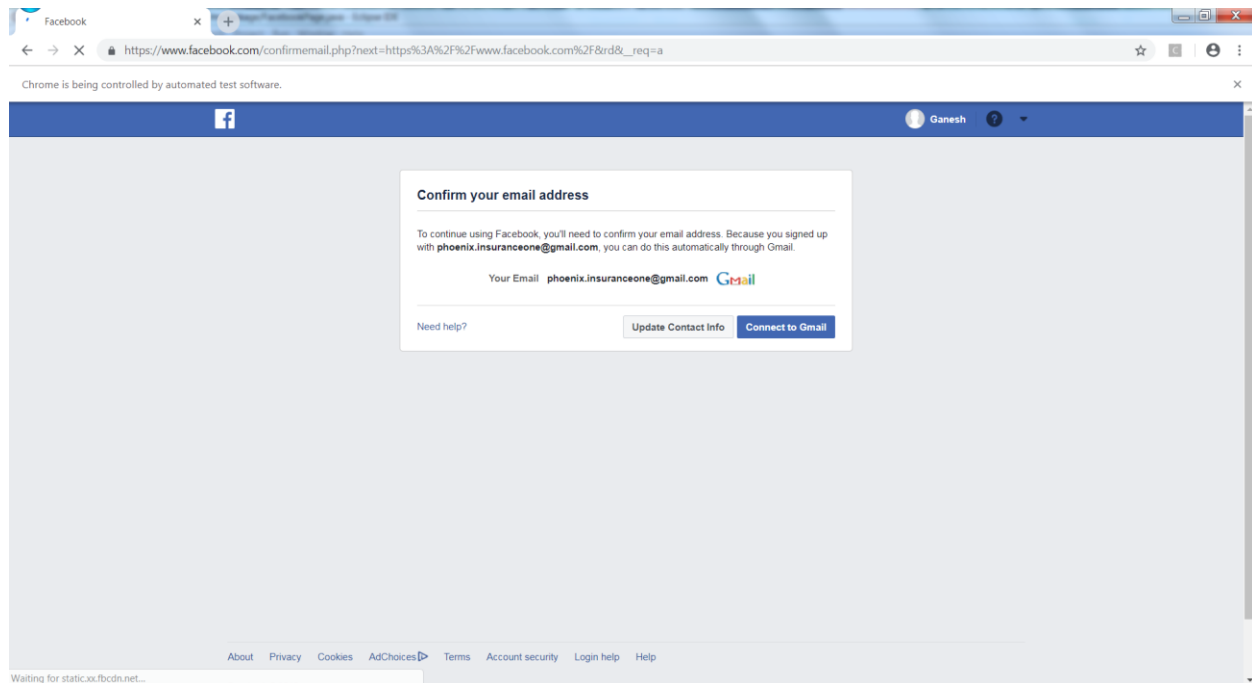 Facebook
https://www.facebook.com/confirmemail.php?next=https%3A%2F%2Fwww.facebook.com%2F&rd&__req=a
Chrome is being controlled by automated test software.
f
Ganesh
?
Confirm your email address
To continue using Facebook, you'll need to confirm your email address. Because you signed up
with phoenix.insuranceone@gmail.com, you can do this automatically through Gmail.
Your Email phoenix.insuranceone@gmail.com Gmail
Need help? Update Contact Info Connect to Gmail
About Privacy Cookies AdChoices Terms Account security Login help Help
Waiting for static.xx.fbcdn.net...